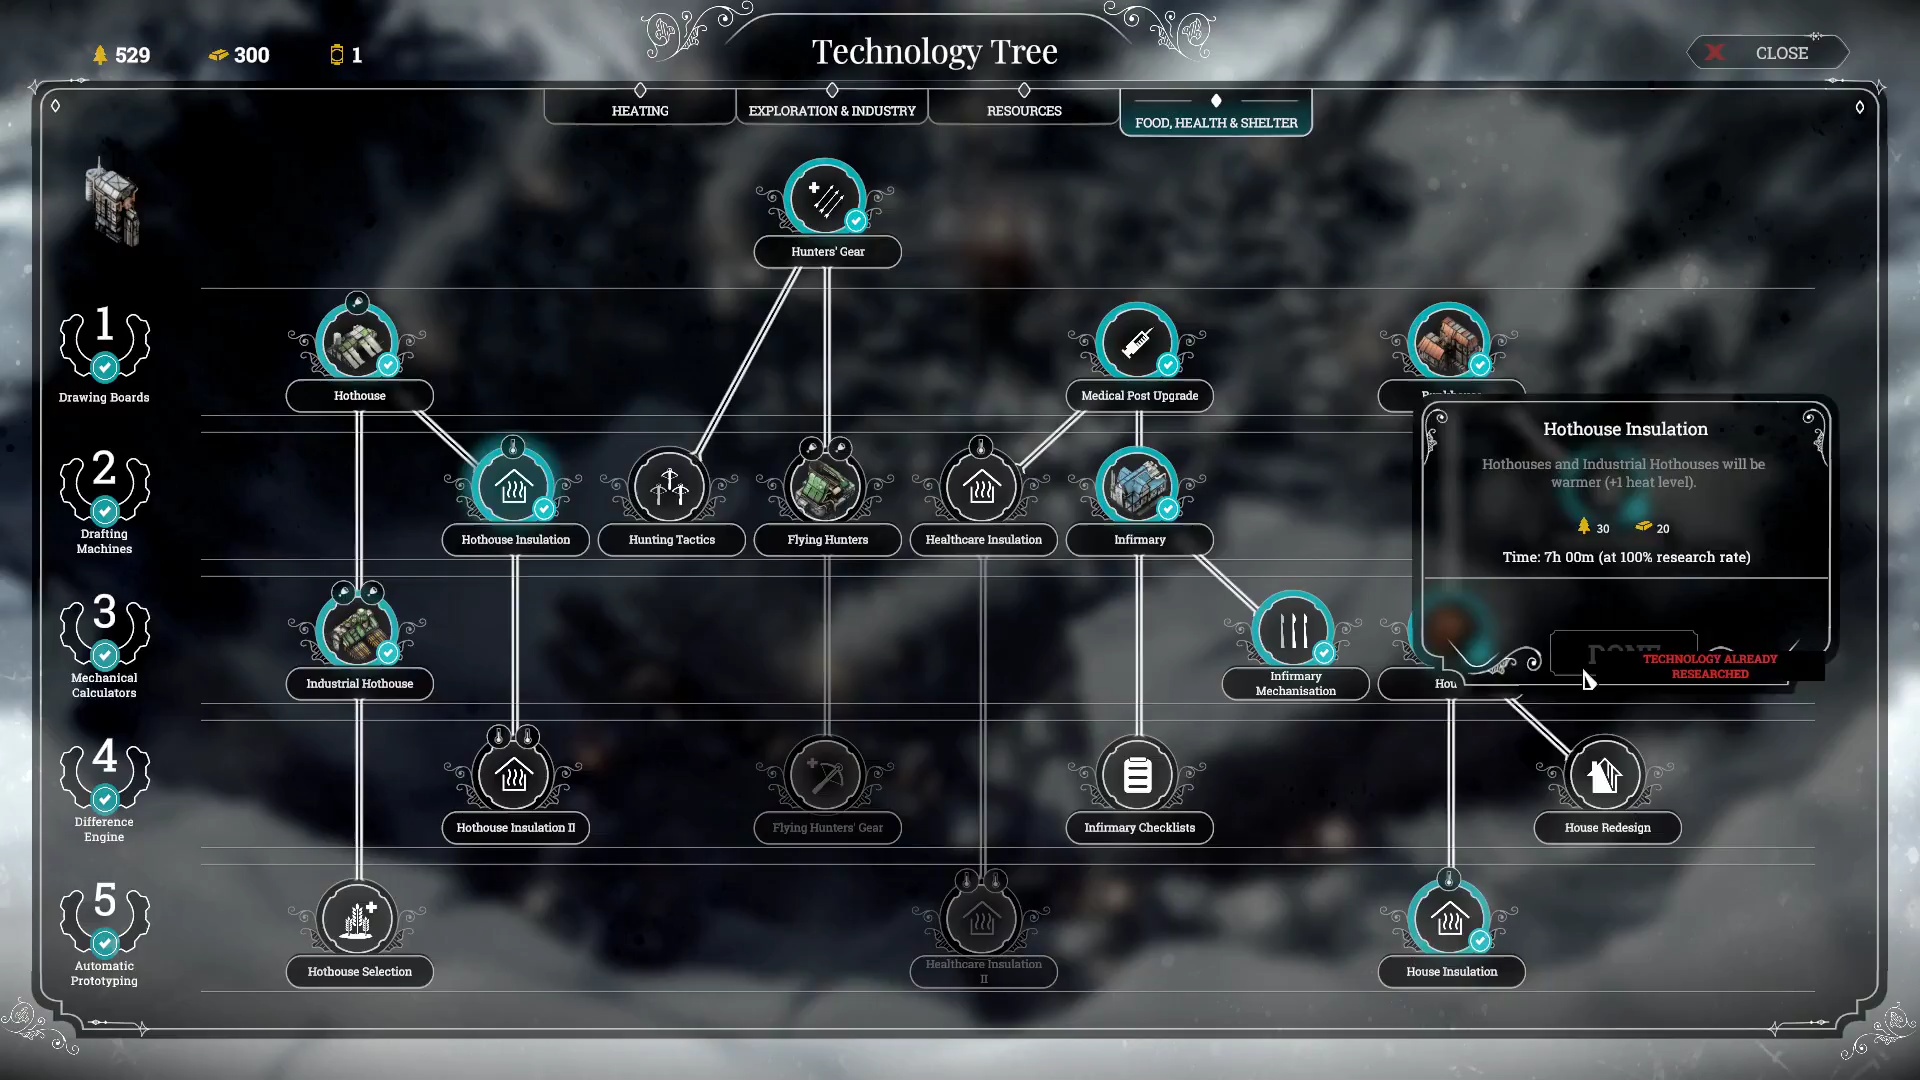 529
300
1
Technology Tree
CLOSE
HEATING
EXPLORATION & INDUSTRY
RESOURCES
FOOD, HEALTH & SHELTER
Hunters' Gear
1
Drawing Boards
Hothouse
Medical Post Upgrade
2
Drafting
Machines
Hothouse Insulation
Hunting Tactics
Flying Hunters
Healthcare Insulation
Infirmary
Hothouse Insulation
Hothouses and Industrial Hothouses will be
warmer (+1 heat level).
30
20
Time: 7h 00m (at 100% research rate)
DONE
TECHNOLOGY ALREADY
RESEARCHED
3
Mechanical
Calculators
Industrial Hothouse
Infirmary
Mechanisation
Hou
4
Difference
Engine
Hothouse Insulation II
Flying Hunters' Gear
Infirmary Checklists
House Redesign
5
Automatic
Prototyping
Hothouse Selection
Healthcare Insulation
II
House Insulation